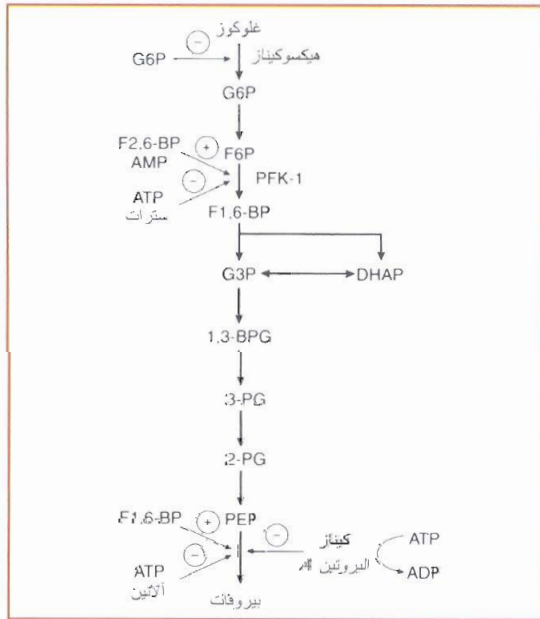 غلوكوز
G6P
−
هيكسوكيناز
G6P
F2,6-BP
AMP
+
F6P
ATP
سترات
−
PFK-1
F1,6-BP
G3P
DHAP
1,3-BPG
3-PG
2-PG
F1,6-BP
+
PEP
−
كيناز
البروتين A
ATP
ADP
ATP
ألانين
−
بيروفات